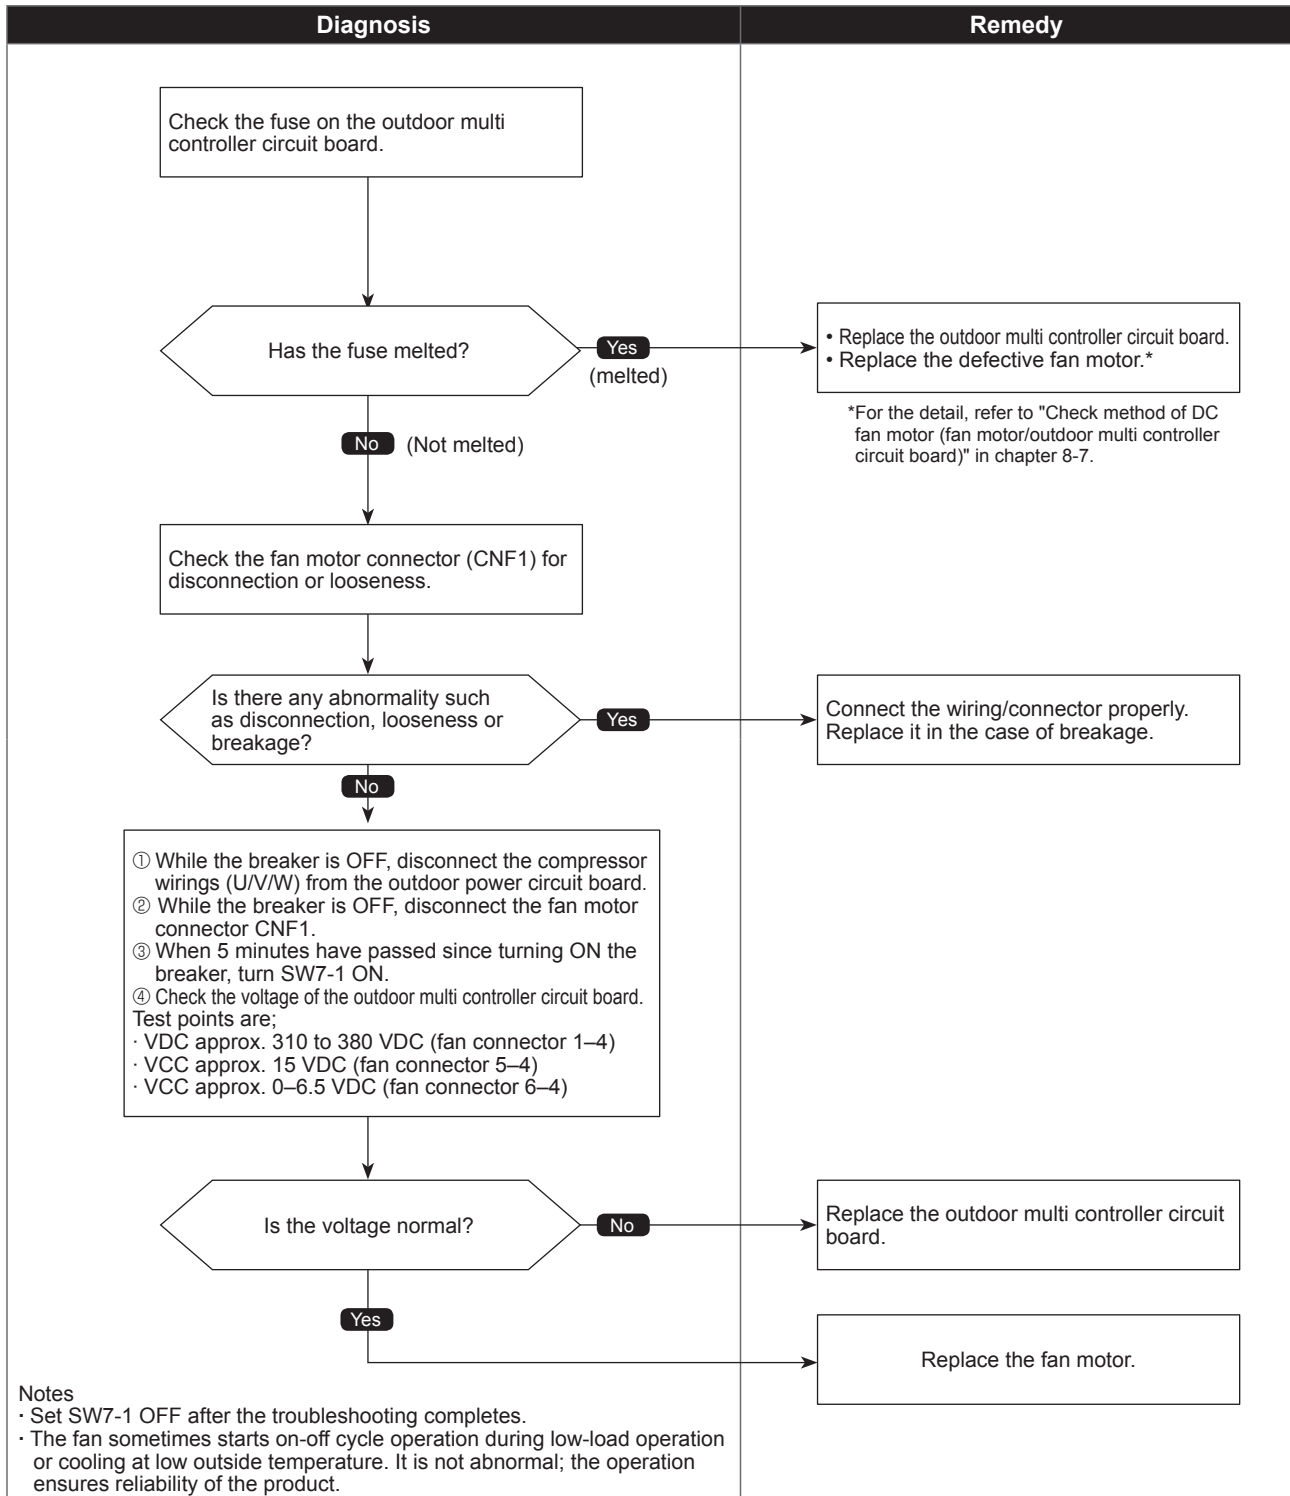 Diagnosis
Remedy
Check the fuse on the outdoor multi
controller circuit board.
Has the fuse melted?
Yes
(melted)
• Replace the outdoor multi controller circuit board.
• Replace the defective fan motor.*
*For the detail, refer to "Check method of DC
fan motor (fan motor/outdoor multi controller
circuit board)" in chapter 8-7.
No (Not melted)
Check the fan motor connector (CNF1) for
disconnection or looseness.
Is there any abnormality such
as disconnection, looseness or
breakage?
Yes
Connect the wiring/connector properly.
Replace it in the case of breakage.
No
① While the breaker is OFF, disconnect the compressor
wirings (U/V/W) from the outdoor power circuit board.
② While the breaker is OFF, disconnect the fan motor
connector CNF1.
③ When 5 minutes have passed since turning ON the
breaker, turn SW7-1 ON.
④ Check the voltage of the outdoor multi controller circuit board.
Test points are;
· VDC approx. 310 to 380 VDC (fan connector 1–4)
· VCC approx. 15 VDC (fan connector 5–4)
· VCC approx. 0–6.5 VDC (fan connector 6–4)
Is the voltage normal?
No
Replace the outdoor multi controller circuit
board.
Yes
Replace the fan motor.
Notes
· Set SW7-1 OFF after the troubleshooting completes.
· The fan sometimes starts on-off cycle operation during low-load operation
or cooling at low outside temperature. It is not abnormal; the operation
ensures reliability of the product.